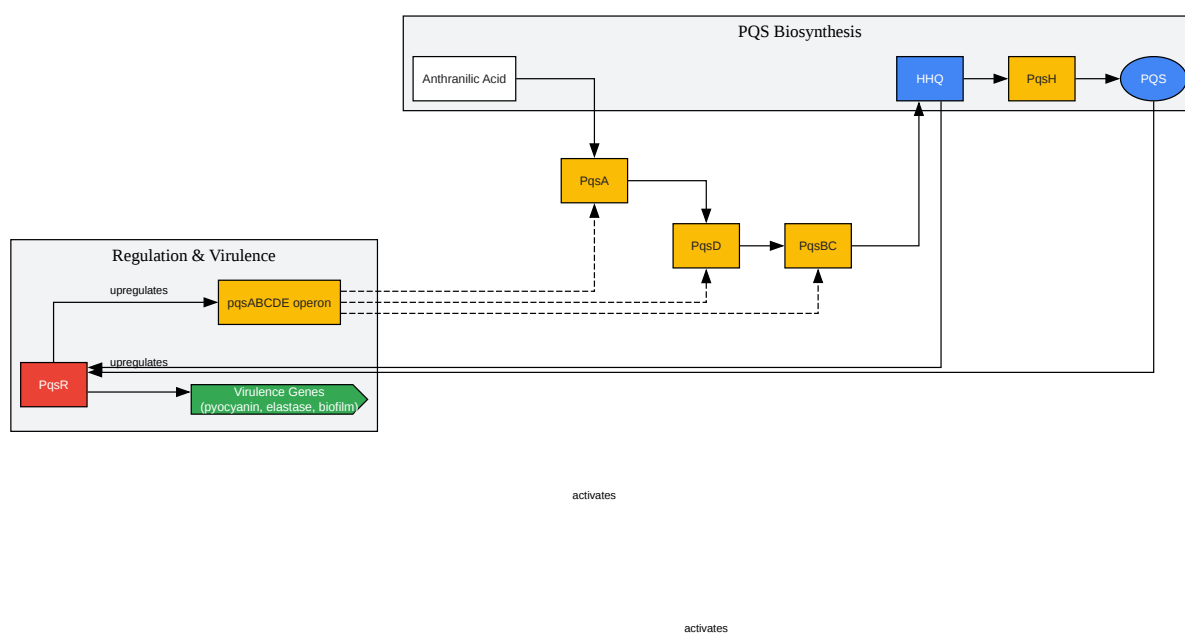 PQS Biosynthesis
Anthranilic Acid
HHQ
PqsH
PQS
PqsA
PqsD
PqsBC
Regulation & Virulence
upregulates
pqsABCDE operon
upregulates
PqsR
Virulence Genes
(pyocyanin, elastase, biofilm)
activates
activates